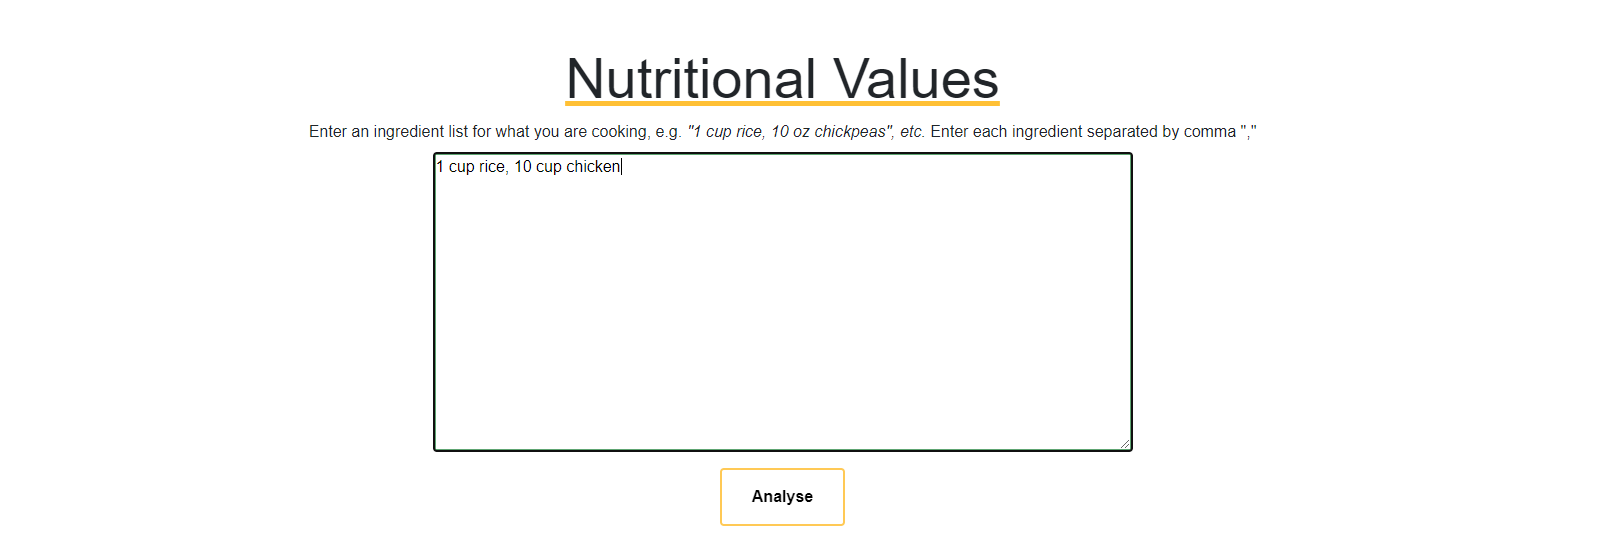 Nutritional Values
Enter an ingredient list for what you are cooking, e.g. "1 cup rice, 10 oz chickpeas", etc. Enter each ingredient separated by comma ","
1 cup rice, 10 cup chicken
Analyse